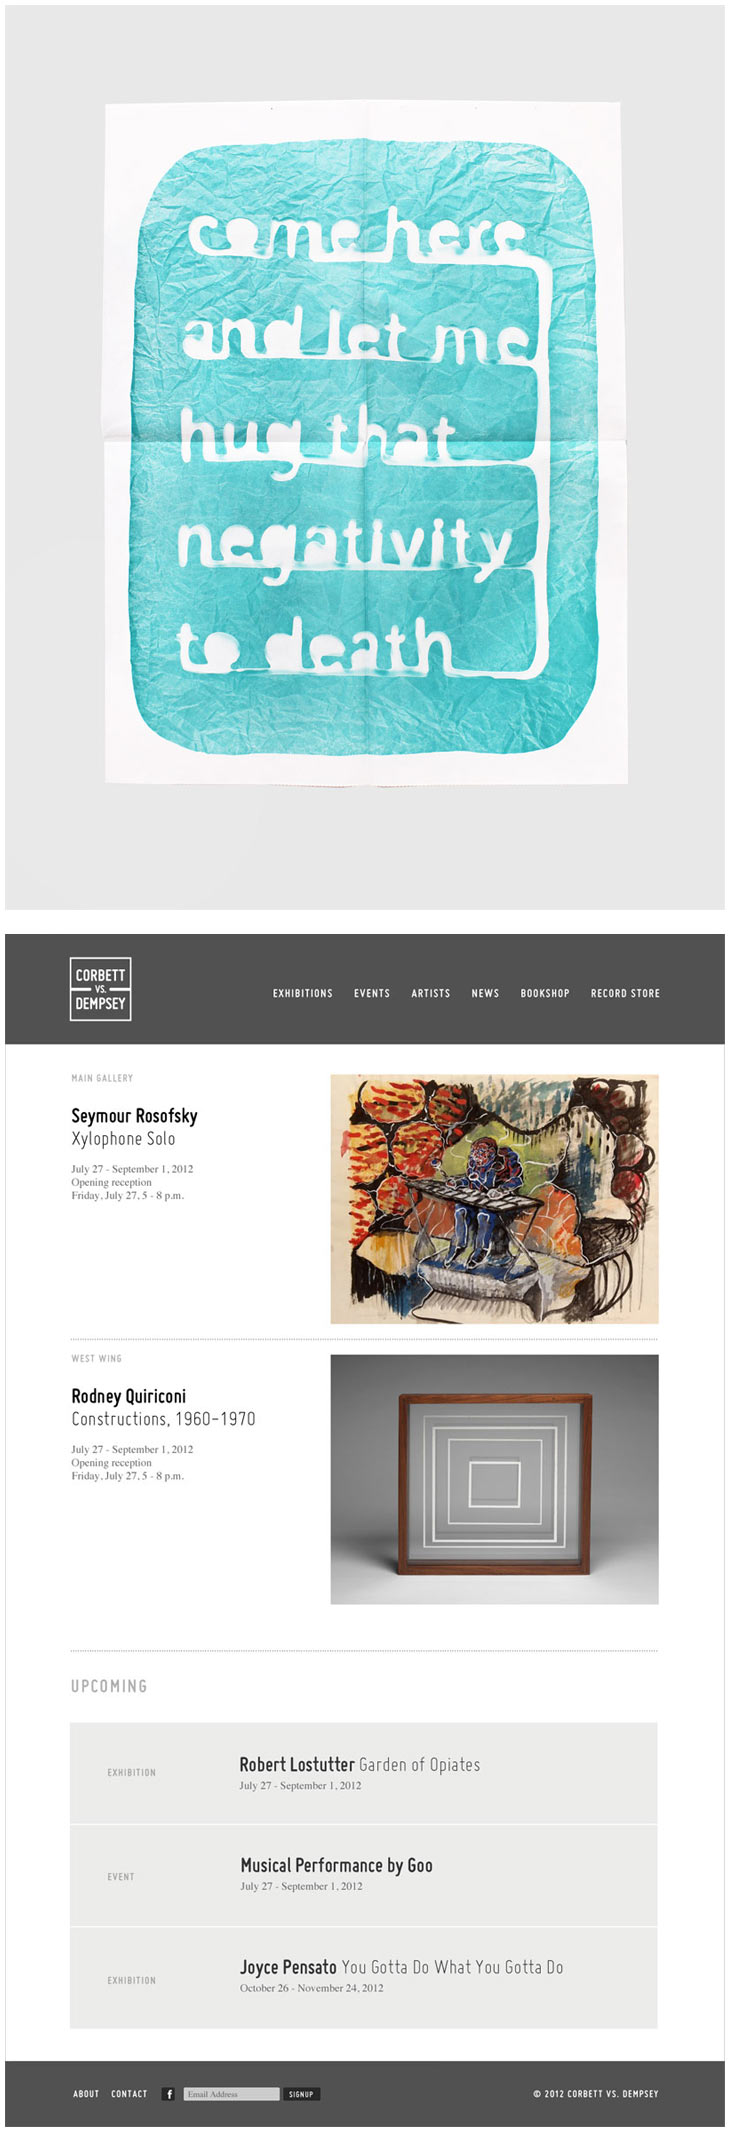 come here
and let me
hug that
negativity
to death
CORBETT
VS.
DEMPSEY
EXHIBITIONS EVENTS ARTISTS NEWS BOOKSHOP RECORD STORE
MAIN GALLERY
Seymour Rosofsky
Xylophone Solo
July 27 - September 1, 2012
Opening reception
Friday, July 27, 5 - 8 p.m.
WEST WING
Rodney Quiriconi
Constructions, 1960-1970
July 27 - September 1, 2012
Opening reception
Friday, July 27, 5 - 8 p.m.
UPCOMING
EXHIBITION
Robert Lostutter Garden of Opiates
July 27 - September 1, 2012
EVENT
Musical Performance by Goo
July 27 - September 1, 2012
EXHIBITION
Joyce Pensato You Gotta Do What You Gotta Do
October 26 - November 24, 2012
ABOUT CONTACT f Email Address SIGNUP © 2012 CORBETT VS. DEMPSEY